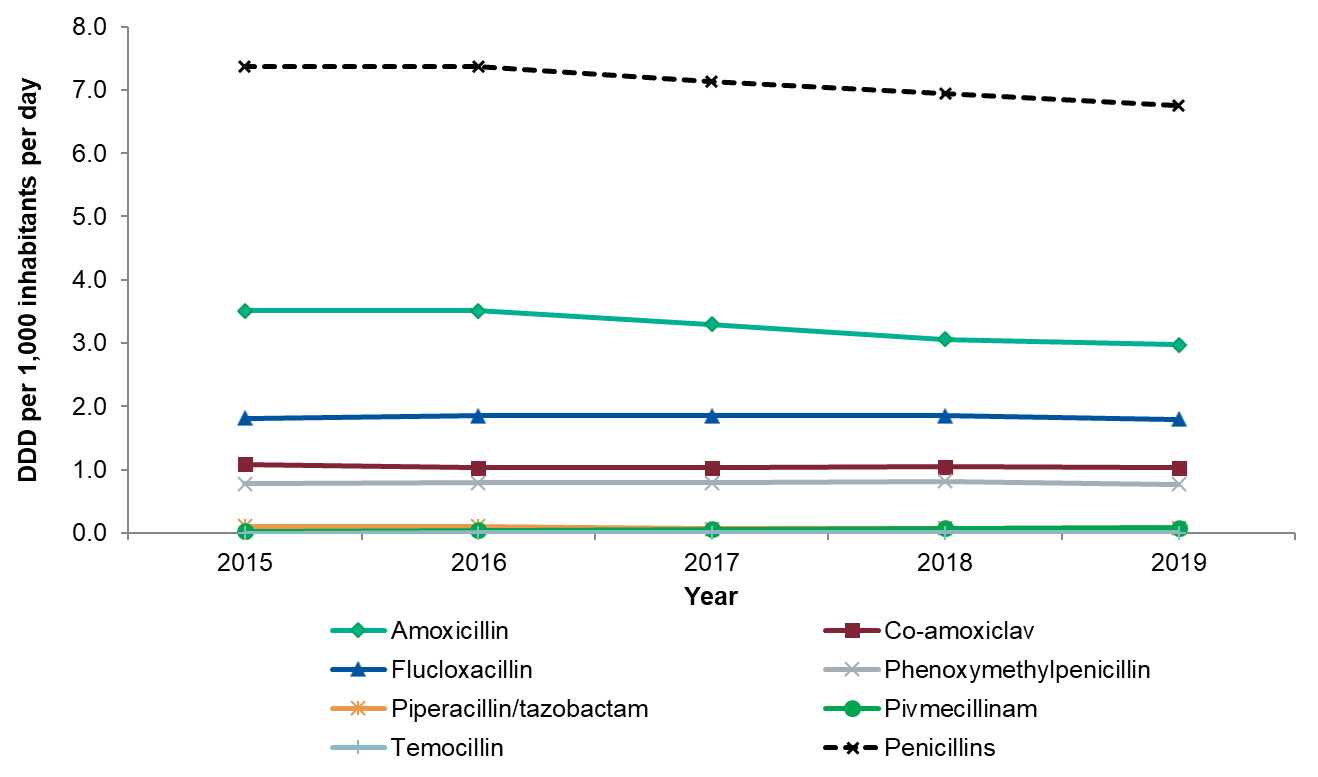 DDD per 1,000 inhabitants per day
8.0
7.0
6.0
5.0
4.0
3.0
2.0
1.0
0.0
2015 2016 2017 2018 2019
Year
Amoxicillin Co-amoxiclav
Flucloxacillin Phenoxymethylpenicillin
Piperacillin/tazobactam Pivmecillinam
Temocillin Penicillins